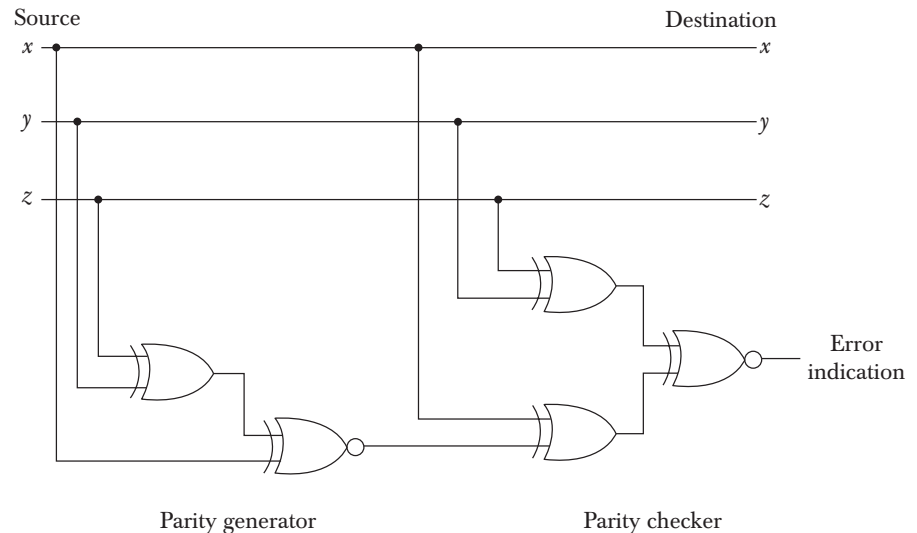 Source
Destination
x
x
y
y
z
z
Error
indication
Parity generator
Parity checker